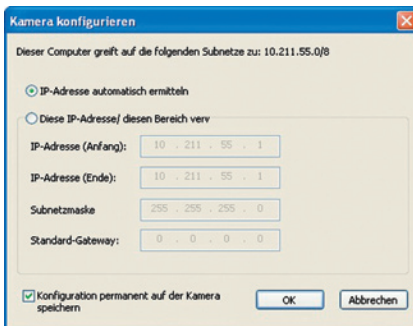 Kamera konfigurieren
Dieser Computer greift auf die folgenden Subnetze zu: 10.211.55.0/8
IP-Adresse automatisch ermitteln
Diese IP-Adresse/ diesen Bereich verv
IP-Adresse (Anfang): 10 . 211 . 55 . 1
IP-Adresse (Ende): 10 . 211 . 55 . 1
Subnetzmaske 255 . 255 . 255 . 0
Standard-Gateway: 0 . 0 . 0 . 0
Konfiguration permanent auf der Kamera
speichern
OK
Abbrechen